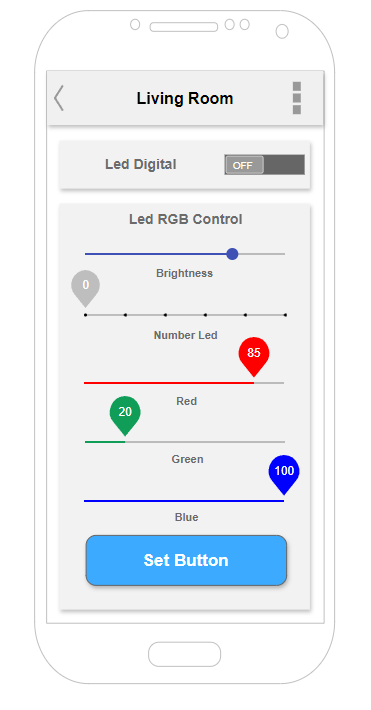 Living Room
Led Digital
OFF
Led RGB Control
Brightness
0
Number Led
85
Red
20
Green
100
Blue
Set Button